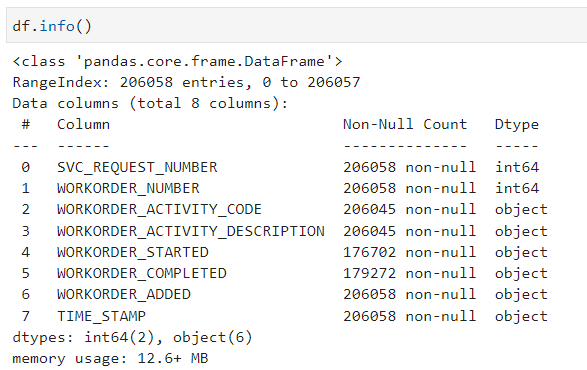 df.info()
<class 'pandas.core.frame.DataFrame'>
RangeIndex: 206058 entries, 0 to 206057
Data columns (total 8 columns):
 #   Column                         Non-Null Count   Dtype
---  ------                         --------------   -----
 0   SVC_REQUEST_NUMBER             206058 non-null  int64
 1   WORKORDER_NUMBER               206058 non-null  int64
 2   WORKORDER_ACTIVITY_CODE        206045 non-null  object
 3   WORKORDER_ACTIVITY_DESCRIPTION  206045 non-null  object
 4   WORKORDER_STARTED              176702 non-null  object
 5   WORKORDER_COMPLETED            179272 non-null  object
 6   WORKORDER_ADDED                206058 non-null  object
 7   TIME_STAMP                     206058 non-null  object
dtypes: int64(2), object(6)
memory usage: 12.6+ MB